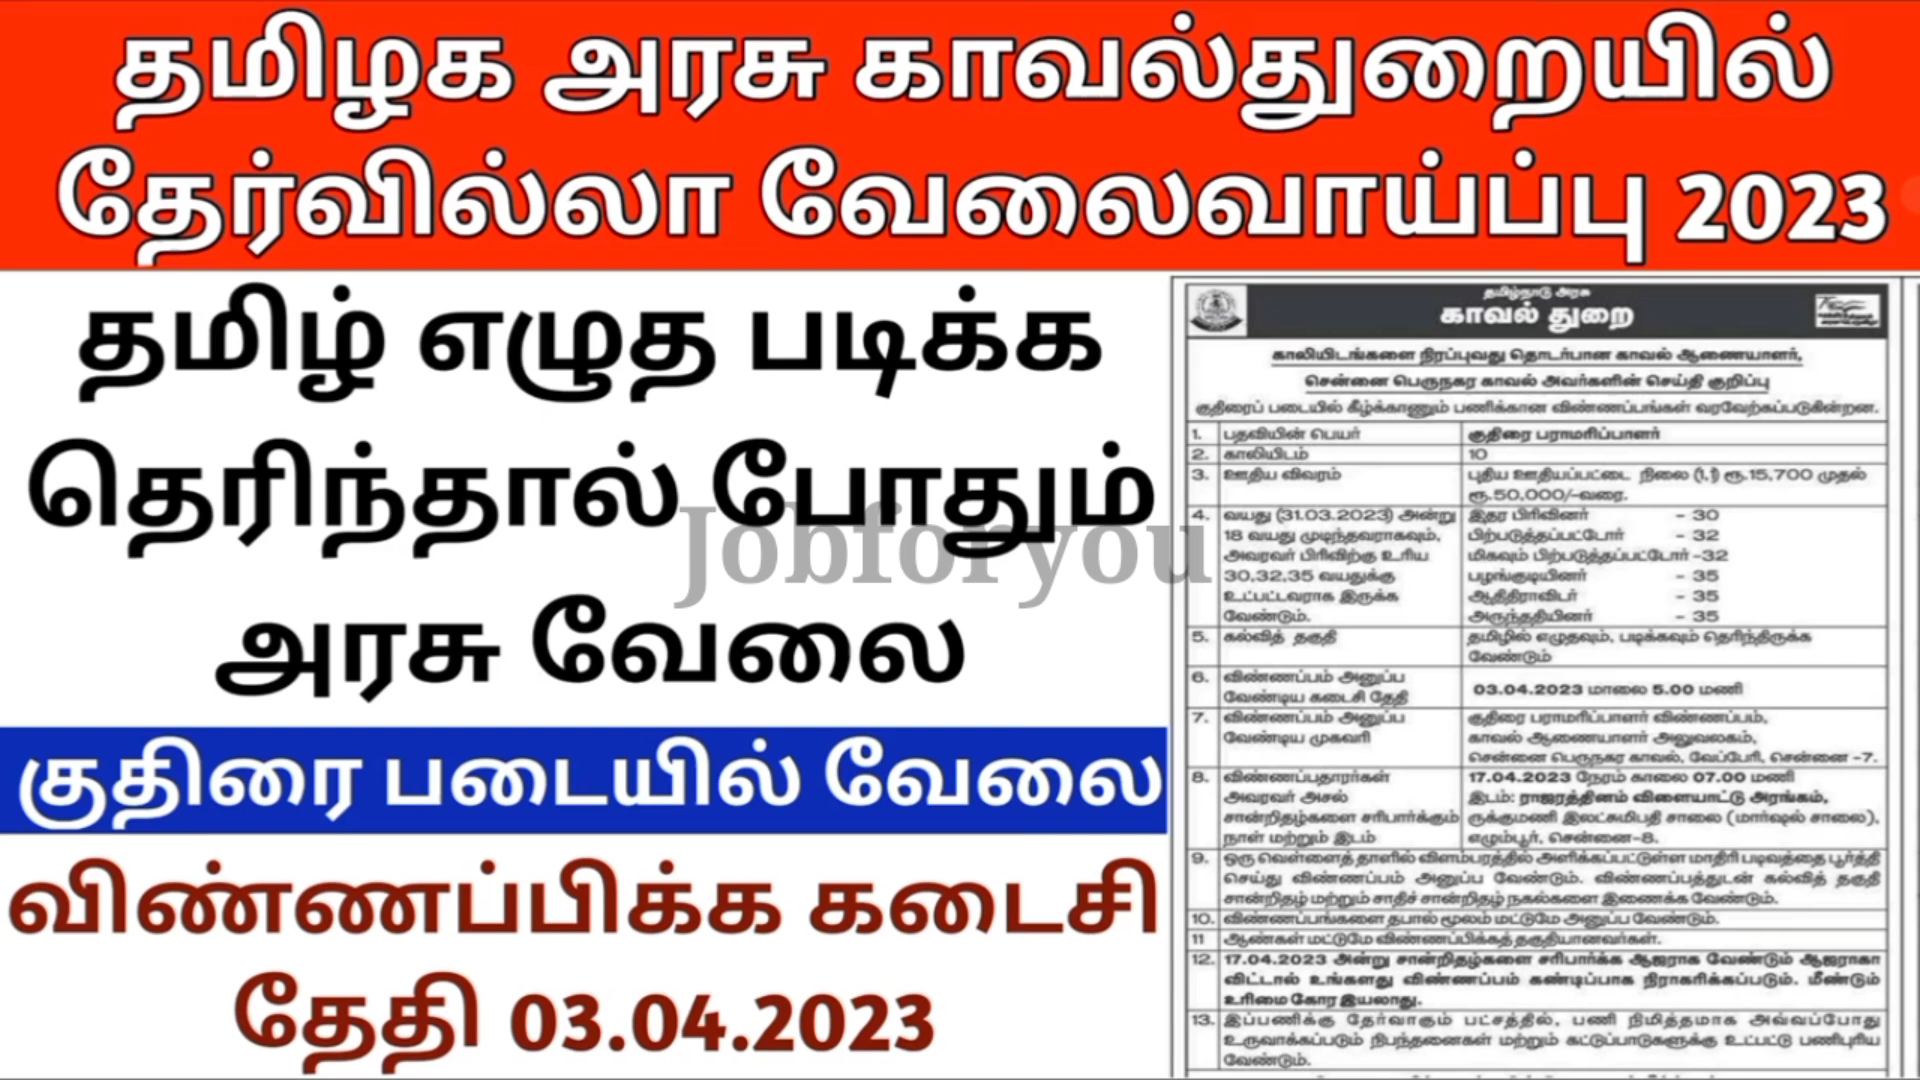 தமிழக அரசு காவல்துறையில்
தேர்வில்லா வேலைவாய்ப்பு 2023
தமிழ் எழுத படிக்க
தெரிந்தால் போதும்
அரசு வேலை
குதிரை படையில் வேலை
விண்ணப்பிக்க கடைசி
தேதி 03.04.2023
Jobforyou
தமிழ்நாடு அரசு
காவல் துறை
காலியிடங்களை நிரப்புவது தொடர்பான காவல் ஆணையாளர்,
சென்னை பெருநகர காவல் அவர்களின் செய்தி குறிப்பு
குதிரைப் படையில் கீழ்க்காணும் பணிக்கான விண்ணப்பங்கள் வரவேற்கப்படுகின்றன.
1. பதவியின் பெயர் குதிரை பராமரிப்பாளர்
2. காலியிடம் 10
3. ஊதிய விவரம் புதிய ஊதியப்பட்டை நிலை (1,1) ரூ.15,700 முதல்
ரூ.50,000/-வரை.
4. வயது (31.03.2023) அன்று இதர பிரிவினர் - 30
18 வயது முடிந்தவராகவும், பிற்படுத்தப்பட்டோர் - 32
அவரவர் பிரிவிற்கு உரிய மிகவும் பிற்படுத்தப்பட்டோர் -32
30,32,35 வயதுக்கு பழங்குடியினர் - 35
உட்பட்டவராக இருக்க ஆதிதிராவிடர் - 35
வேண்டும். அருந்ததியினர் - 35
5. கல்வித் தகுதி தமிழில் எழுதவும், படிக்கவும் தெரிந்திருக்க
வேண்டும்
6. விண்ணப்பம் அனுப்ப
வேண்டிய கடைசி தேதி 03.04.2023 மாலை 5.00 மணி
7. விண்ணப்பம் அனுப்ப குதிரை பராமரிப்பாளர் விண்ணப்பம்,
வேண்டிய முகவரி காவல் ஆணையாளர் அலுவலகம்,
சென்னை பெருநகர காவல், வேப்பேரி, சென்னை -7.
8. விண்ணப்பதாரர்கள் 17.04.2023 நேரம் காலை 07.00 மணி
அவரவர் அசல் இடம்: ராஜரத்தினம் விளையாட்டு அரங்கம்,
சான்றிதழ்களை சரிபார்க்கும் ருக்குமணி இலட்சுமிபதி சாலை (மார்ஷல் சாலை),
நாள் மற்றும் இடம் எழும்பூர், சென்னை-8.
9. ஒரு வெள்ளைத் தாளில் விளம்பரத்தில் அளிக்கப்பட்டுள்ள மாதிரி படிவத்தை பூர்த்தி
செய்து விண்ணப்பம் அனுப்ப வேண்டும். விண்ணப்பத்துடன் கல்வித் தகுதி
சான்றிதழ் மற்றும் சாதிச் சான்றிதழ் நகல்களை இணைக்க வேண்டும்.
10. விண்ணப்பங்களை தபால் மூலம் மட்டுமே அனுப்ப வேண்டும்.
11 ஆண்கள் மட்டுமே விண்ணப்பிக்கத் தகுதியானவர்கள்.
12. 17.04.2023 அன்று சான்றிதழ்களை சரிபார்க்க ஆஜராக வேண்டும் ஆஜராகா
விட்டால் உங்களது விண்ணப்பம் கண்டிப்பாக நிராகரிக்கப்படும். மீண்டும்
உரிமை கோர இயலாது.
13. இப்பணிக்கு தேர்வாகும் பட்சத்தில், பணி நிமித்தமாக அவ்வப்போது
உருவாக்கப்படும் நிபந்தனைகள் மற்றும் கட்டுப்பாடுகளுக்கு உட்பட்டு பணிபுரிய
வேண்டும்.